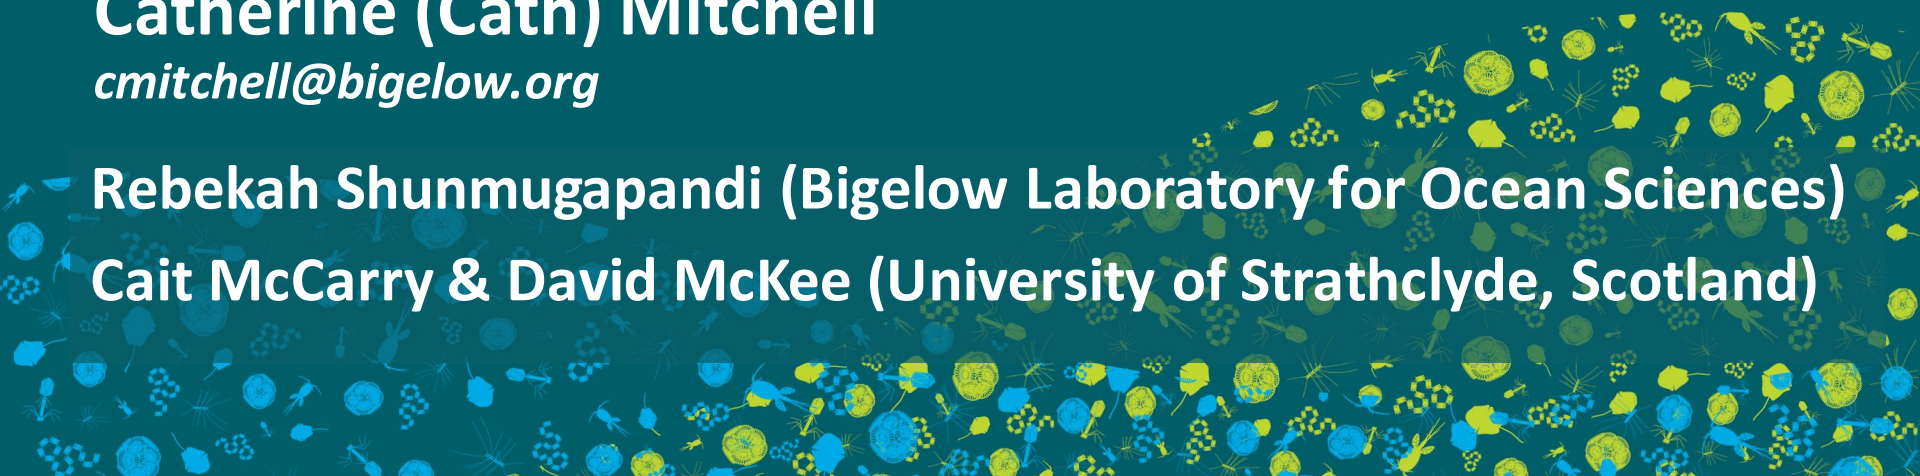 Catherine (Cath) Mitchell
cmitchell@bigelow.org
Rebekah Shunmugapandi (Bigelow Laboratory for Ocean Sciences)
Cait McCarry & David McKee (University of Strathclyde, Scotland)